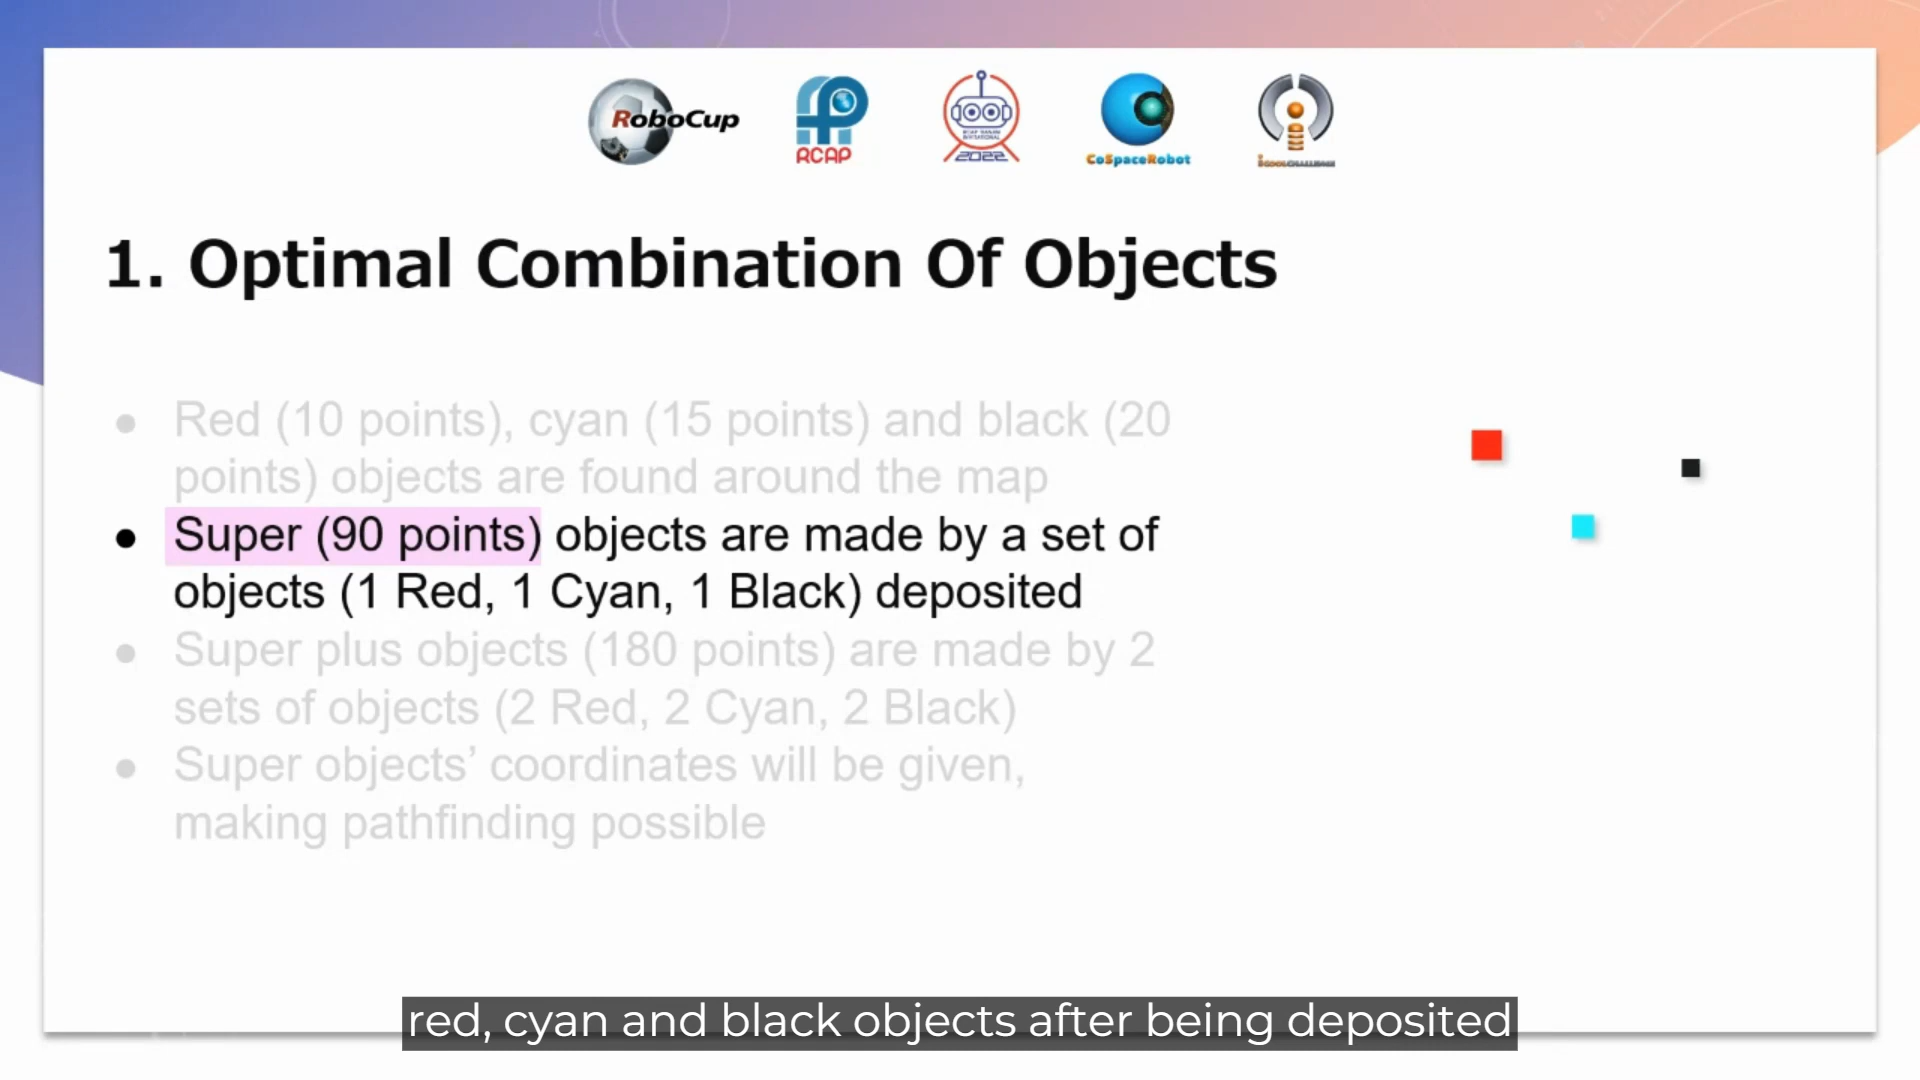 RoboCup
RCAP
2022
CoSpaceRobot
1. Optimal Combination Of Objects
● Red (10 points), cyan (15 points) and black (20
points) objects are found around the map
● Super (90 points) objects are made by a set of
objects (1 Red, 1 Cyan, 1 Black) deposited
● Super plus objects (180 points) are made by 2
sets of objects (2 Red, 2 Cyan, 2 Black)
● Super objects’ coordinates will be given,
making pathfinding possible
red, cyan and black objects after being deposited